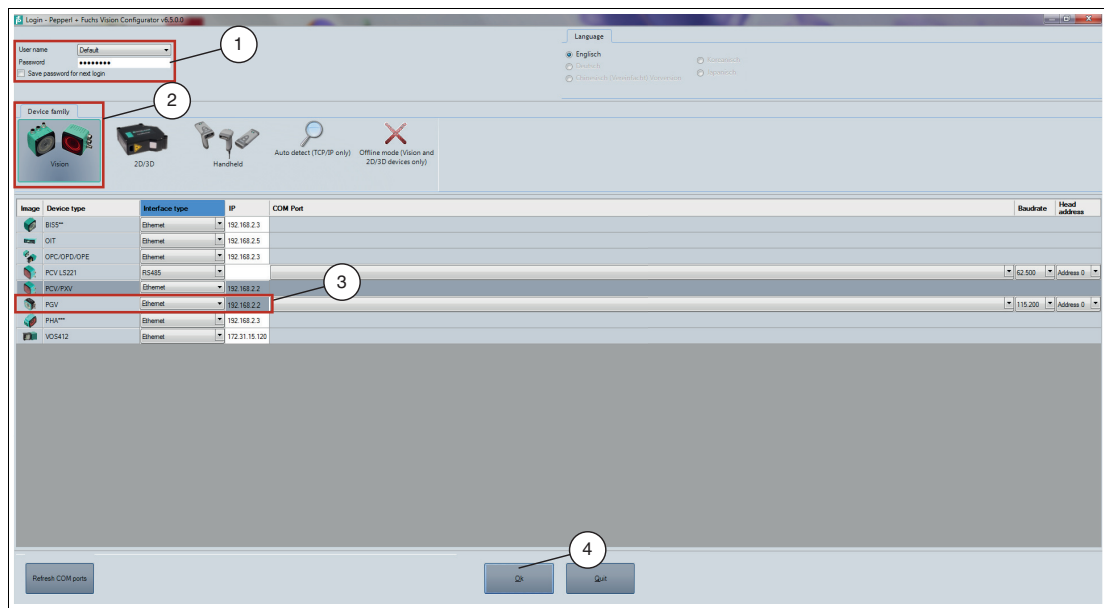 Login - Pepperl + Fuchs Vision Configurator v6.5.0.0
User name Default
Password ••••••••
Save password for next login
1
Language
Englisch
Deutsch
Chinesisch (Vereinfacht) Vorversion
Koreanisch
Japanisch
2
Device family
Vision
2D/3D
Handheld
Auto detect (TCP/IP only)
Offline mode (Vision and
2D/3D devices only)
Image Device type Interface type IP COM Port Baudrate Head address
BIS5** Ethernet 192.168.2.3
OIT Ethernet 192.168.2.5
OPC/OPD/OPE Ethernet 192.168.2.3
PCV LS221 RS485 62.500 Address 0
PCV/PXV Ethernet 192.168.2.2
3
PGV Ethernet 192.168.2.2 115.200 Address 0
PHA*** Ethernet 192.168.2.3
VOS412 Ethernet 172.31.15.120
4
Refresh COM ports
Ok
Quit